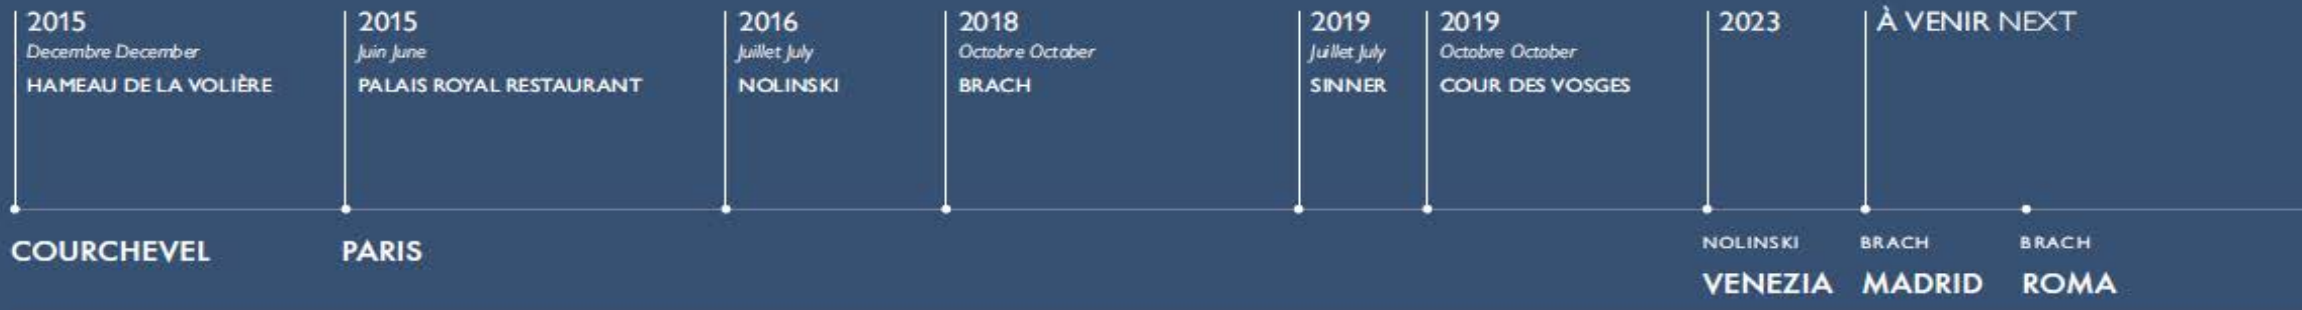 2015
Decembre December
HAMEAU DE LA VOLIÈRE
2015
Juin June
PALAIS ROYAL RESTAURANT
2016
Juillet July
NOLINSKI
2018
Octobre October
BRACH
2019
Juillet July
SINNER
2019
Octobre October
COUR DES VOSGES
2023
À VENIR NEXT
COURCHEVEL
PARIS
NOLINSKI
VENEZIA
BRACH
MADRID
BRACH
ROMA